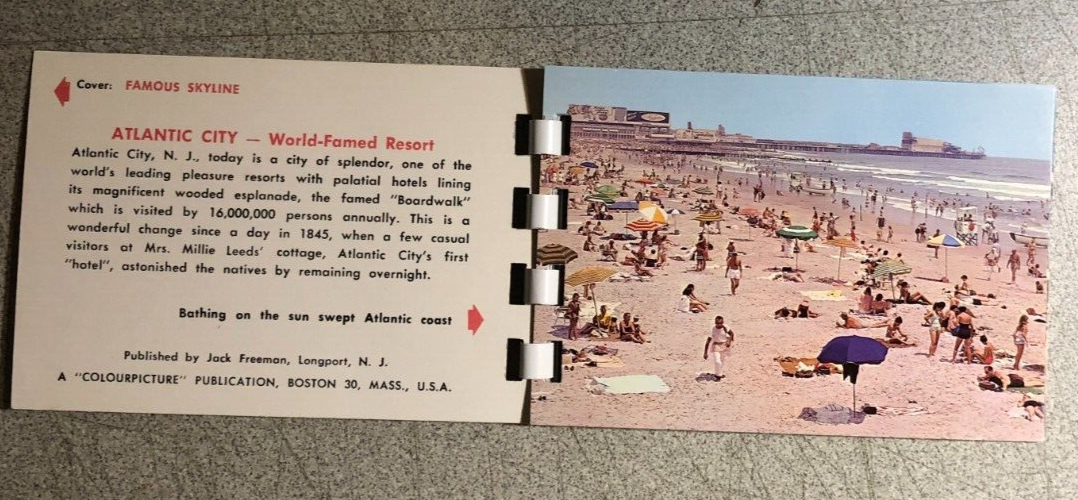 Cover: FAMOUS SKYLINE
ATLANTIC CITY — World-Famed Resort
Atlantic City, N. J., today is a city of splendor, one of the
world's leading pleasure resorts with palatial hotels lining
its magnificent wooded esplanade, the famed "Boardwalk"
which is visited by 16,000,000 persons annually. This is a
wonderful change since a day in 1845, when a few casual
visitors at Mrs. Millie Leeds' cottage, Atlantic City's first
"hotel", astonished the natives by remaining overnight.
Bathing on the sun swept Atlantic coast
Published by Jack Freeman, Longport, N. J.
A "COLOURPICTURE" PUBLICATION, BOSTON 30, MASS., U.S.A.